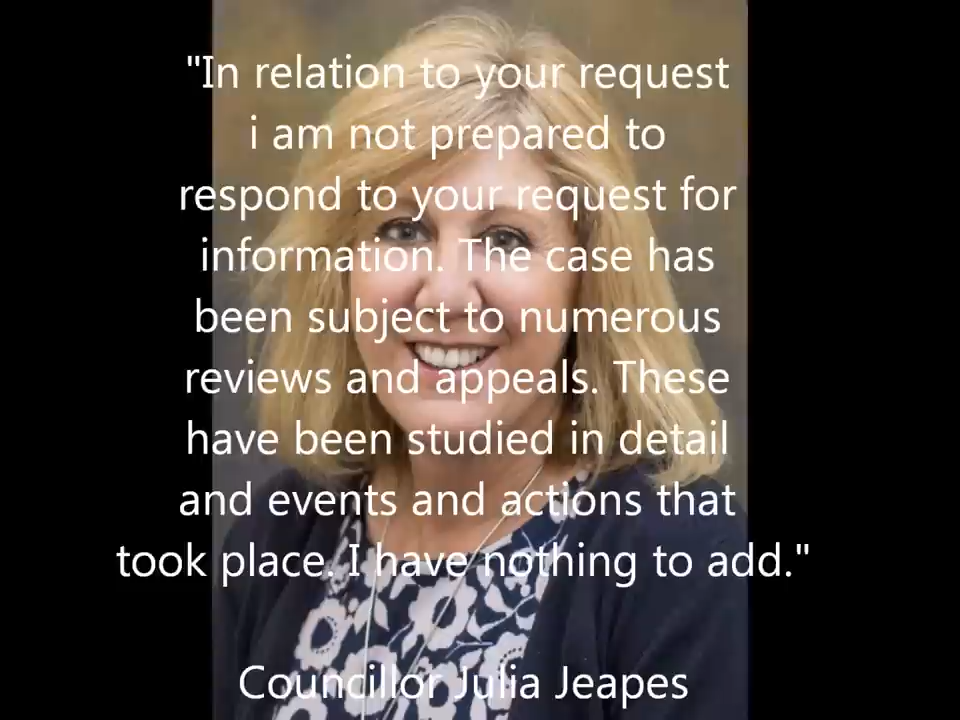 "In relation to your request
i am not prepared to
respond to your request for
information. The case has
been subject to numerous
reviews and appeals. These
have been studied in detail
and events and actions that
took place. I have nothing to add."
Councillor Julia Jeapes